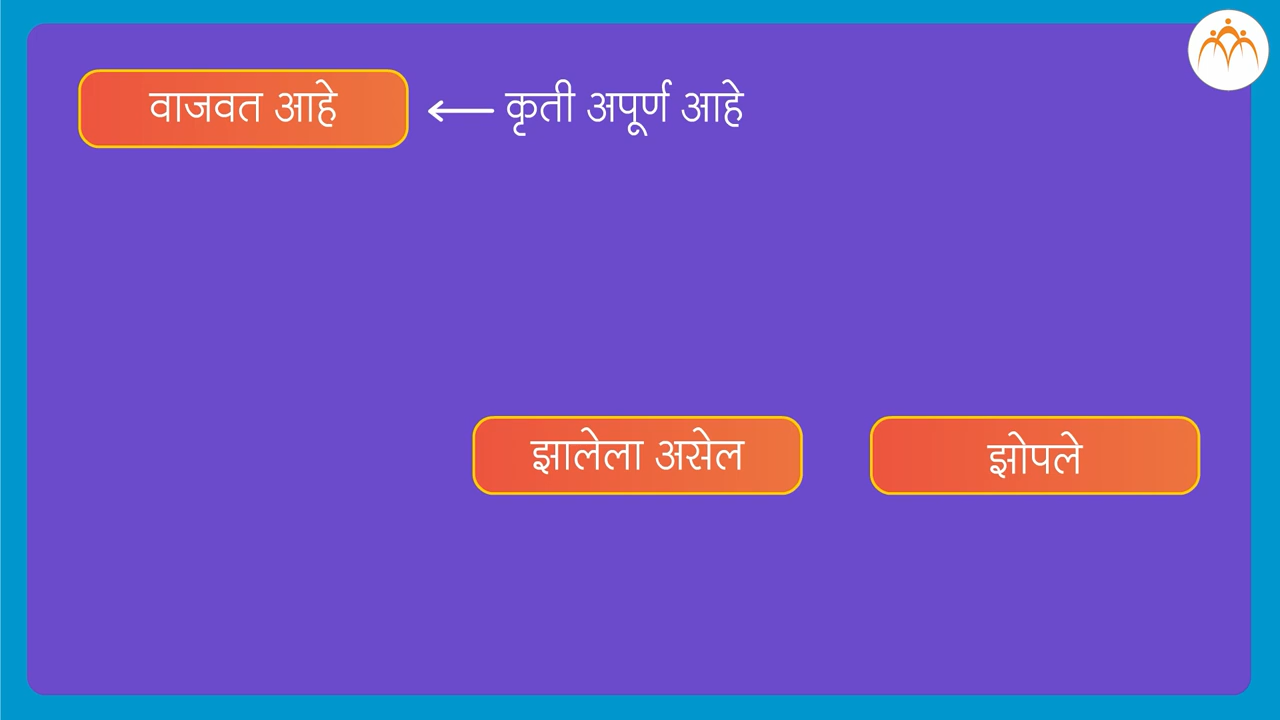 वाजवत आहे ← कृती अपूर्ण आहे
झालेला असेल
झोपले